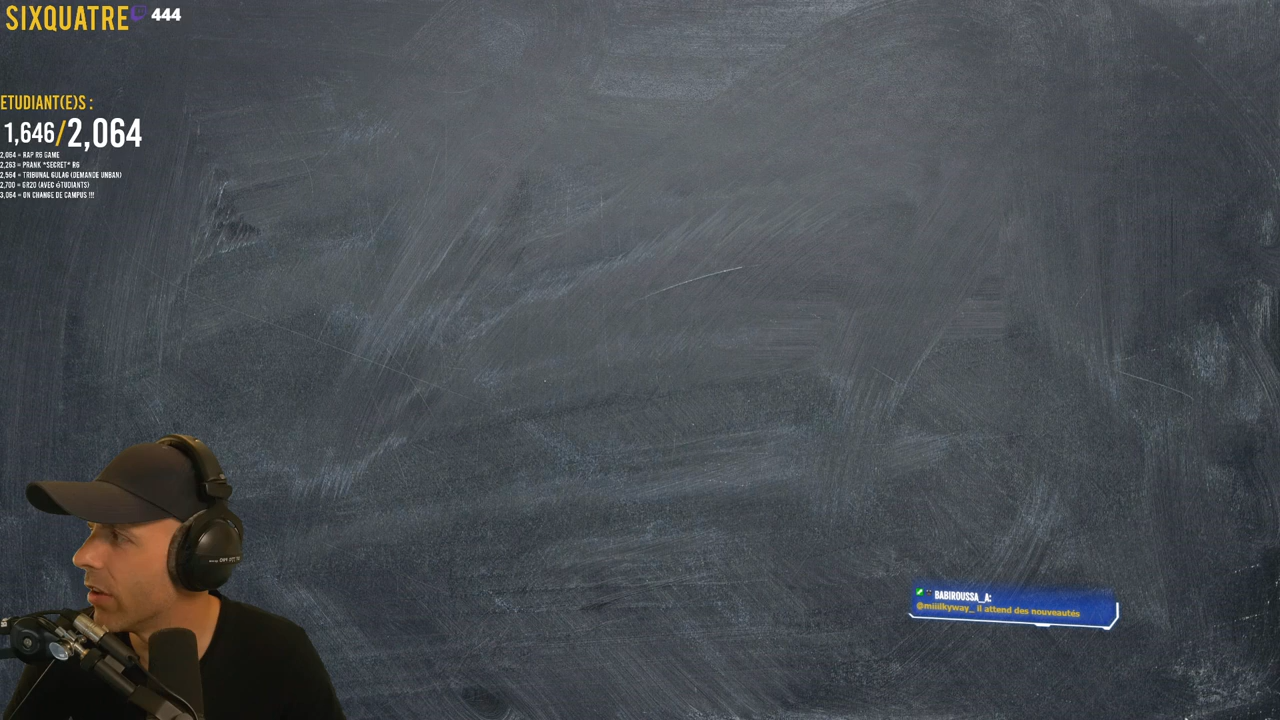 SIXQUATRE 444
ETUDIANT(E)S :
1,646/2,064
2,064 = RAP R6 GAME
2,263 = PRANK *SECRET* R6
2,564 = TRIBUNAL GULAG (DEMANDE UNBAN)
2,700 = GR20 (AVEC ÉTUDIANTS)
3,064 = ON CHANGE DE CAMPUS !!!
BABIROUSSA_A:
@miiilkyway_ il attend des nouveautés